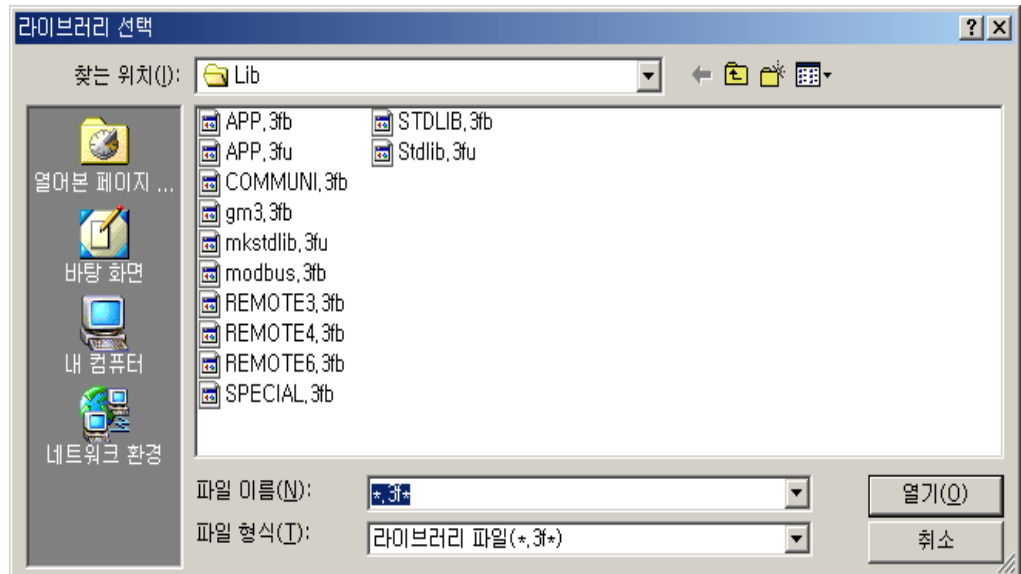 라이브러리 선택
찾는 위치(I):
Lib
열어본 페이지 ...
바탕 화면
내 컴퓨터
네트워크 환경
APP.3fb
APP.3fu
COMMUNI.3fb
gm3.3fb
mkstdlib.3fu
modbus.3fb
REMOTE3.3fb
REMOTE4.3fb
REMOTE6.3fb
SPECIAL.3fb
STDLIB.3fb
Stdlib.3fu
파일 이름(N):
*.3f*
열기(O)
파일 형식(T):
라이브러리 파일(*.3f*)
취소